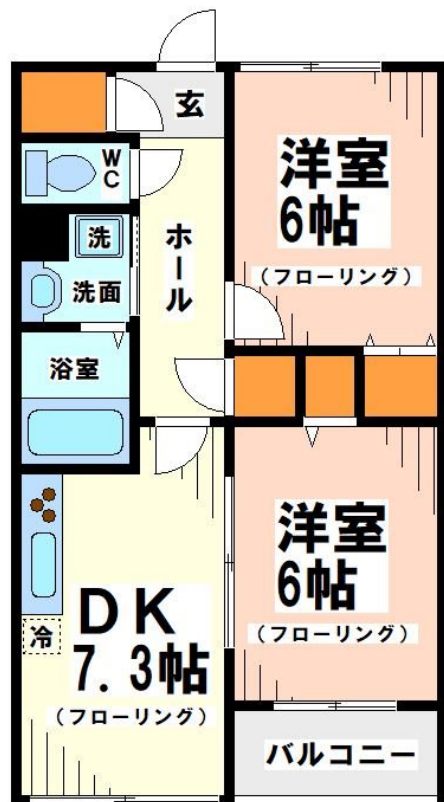 玄
WC
洋室
6帖
(フローリング)
洗
ホール
洗面
浴室
洋室
6帖
(フローリング)
冷
DK
7.3帖
(フローリング)
バルコニー